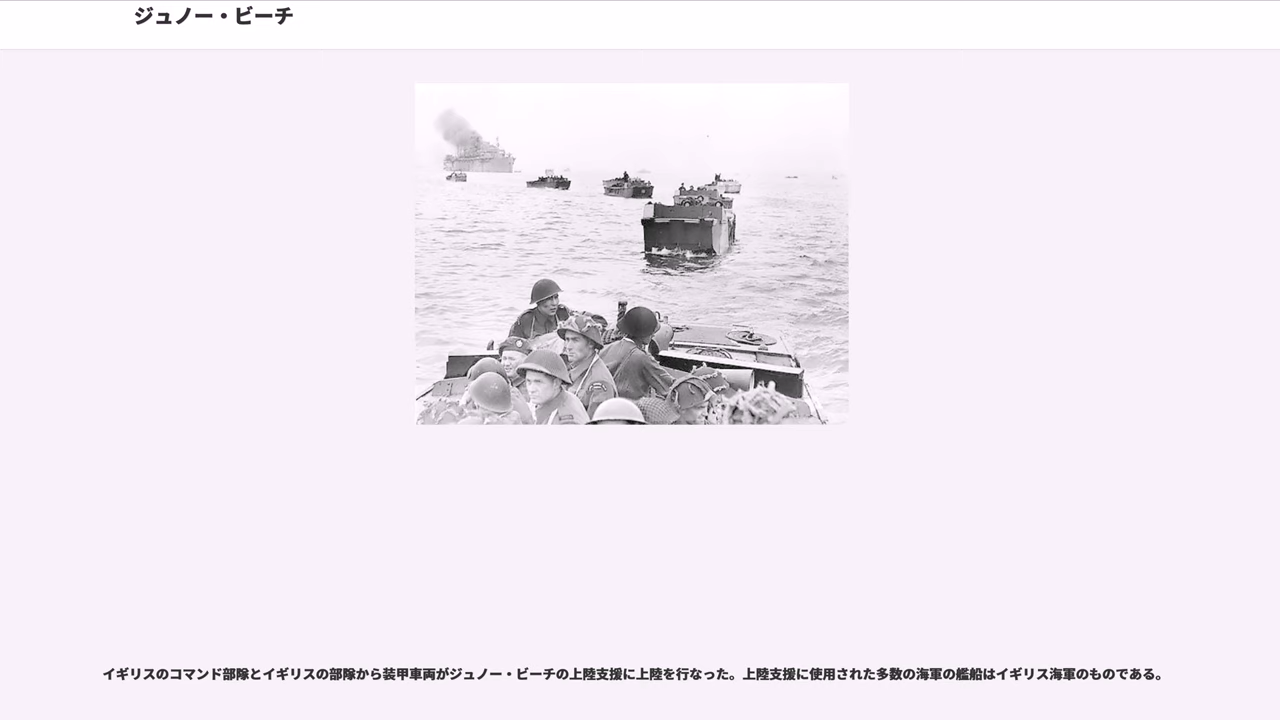 ジュノー・ビーチ
イギリスのコマンド部隊とイギリスの部隊から装甲車両がジュノー・ビーチの上陸支援に上陸を行なった。上陸支援に使用された多数の海軍の艦船はイギリス海軍のものである。